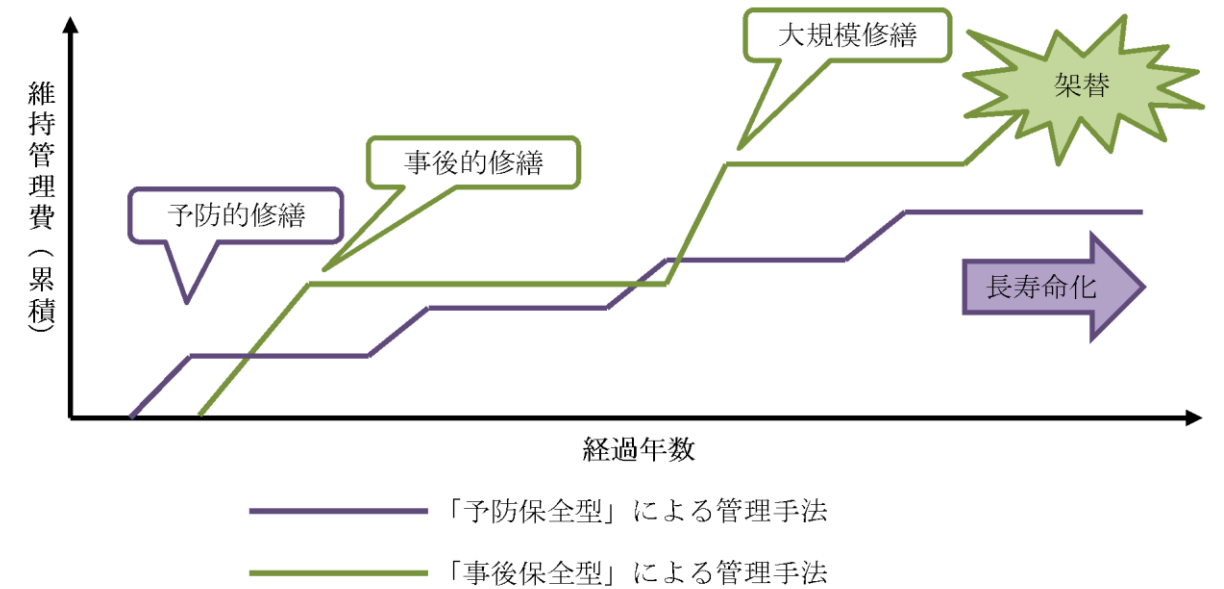 大規模修繕
架替
事後的修繕
予防的修繕
維持管理費（累積）
長寿命化
経過年数
「予防保全型」による管理手法
「事後保全型」による管理手法